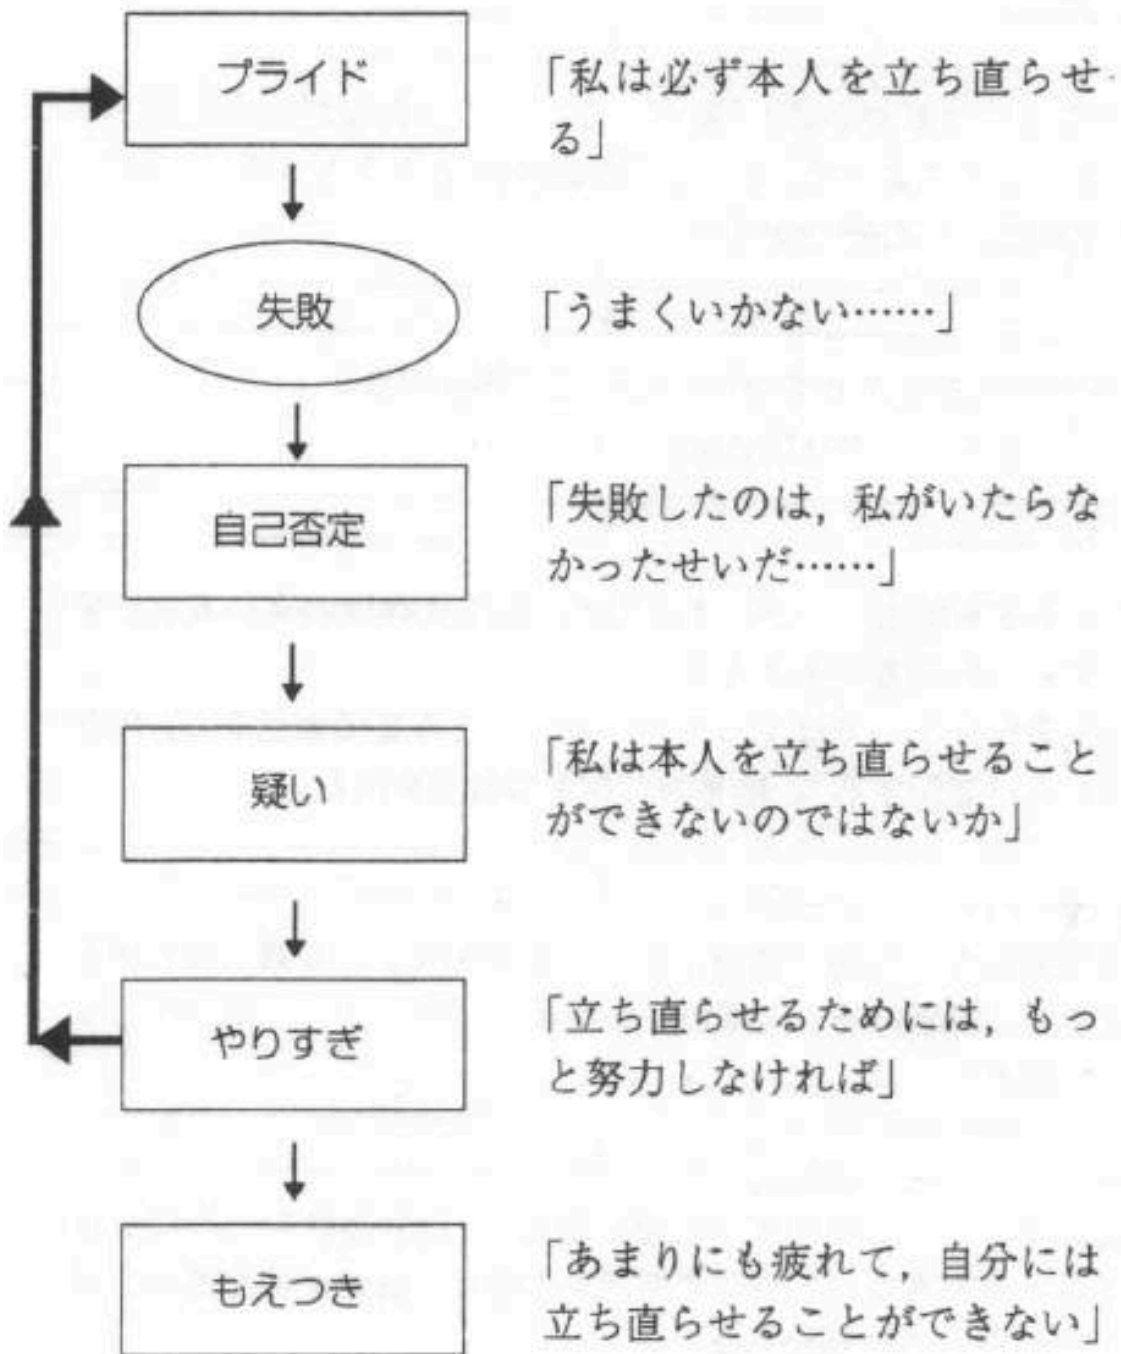 プライド
「私は必ず本人を立ち直らせ
る」
失敗
「うまくいかない……」
自己否定
「失敗したのは，私がいたらな
かったせいだ……」
疑い
「私は本人を立ち直らせること
ができないのではないか」
やりすぎ
「立ち直らせるためには，もっ
と努力しなければ」
もえつき
「あまりにも疲れて，自分には
立ち直らせることができない」